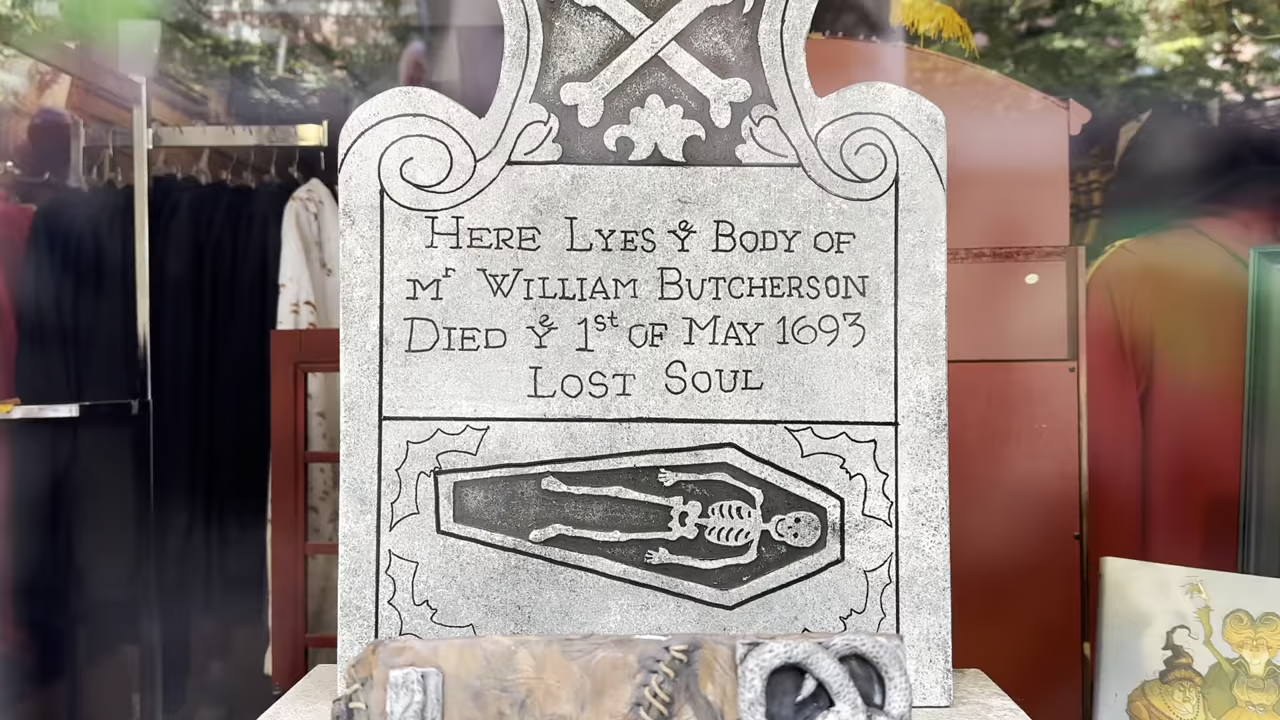 HERE LYES Yᵉ BODY OF
Mʳ WILLIAM BUTCHERSON
DIED Yᵉ 1ˢᵗ OF MAY 1693
LOST SOUL